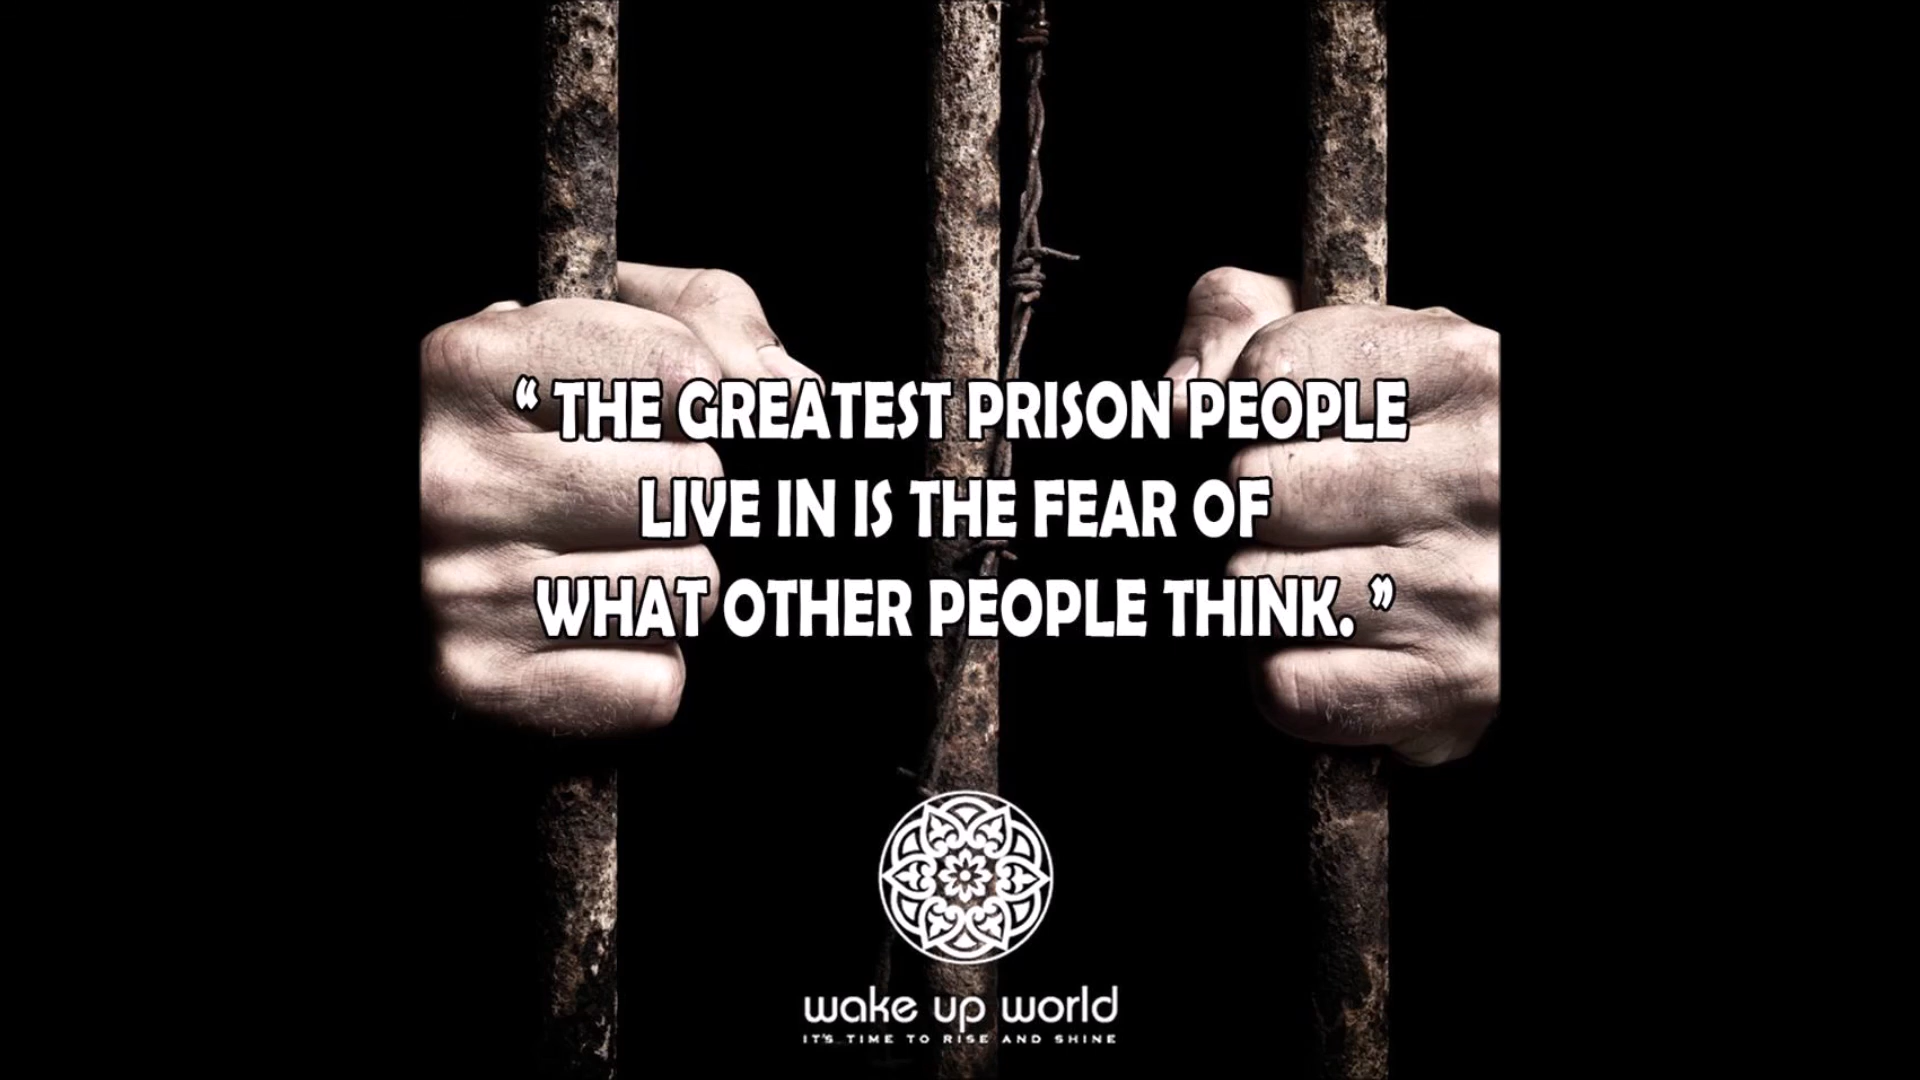 “ THE GREATEST PRISON PEOPLE
LIVE IN IS THE FEAR OF
WHAT OTHER PEOPLE THINK. ”
wake up world
IT'S TIME TO RISE AND SHINE